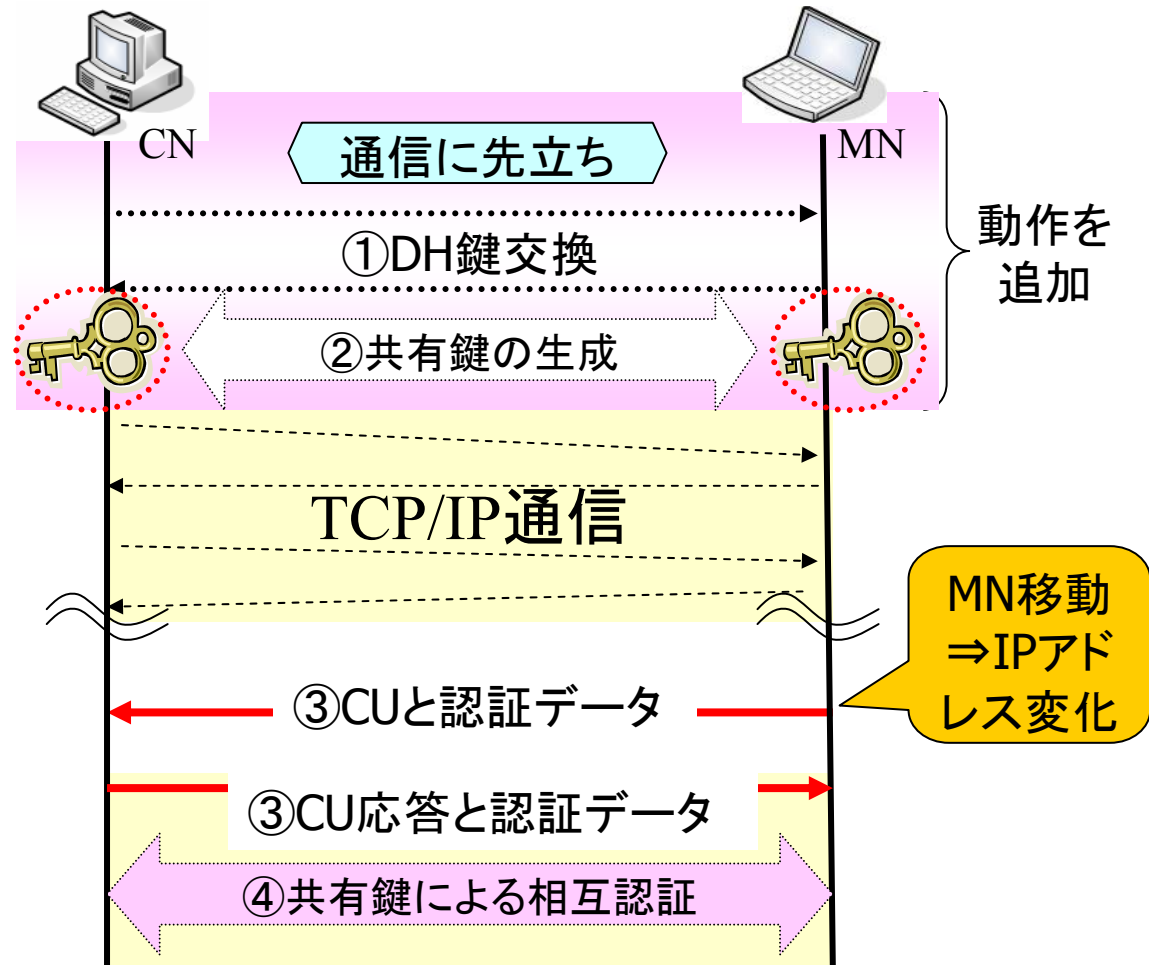 CN
MN
通信に先立ち
①DH鍵交換
動作を
追加
②共有鍵の生成
TCP/IP通信
MN移動
⇒IPアド
レス変化
③CUと認証データ
③CU応答と認証データ
④共有鍵による相互認証